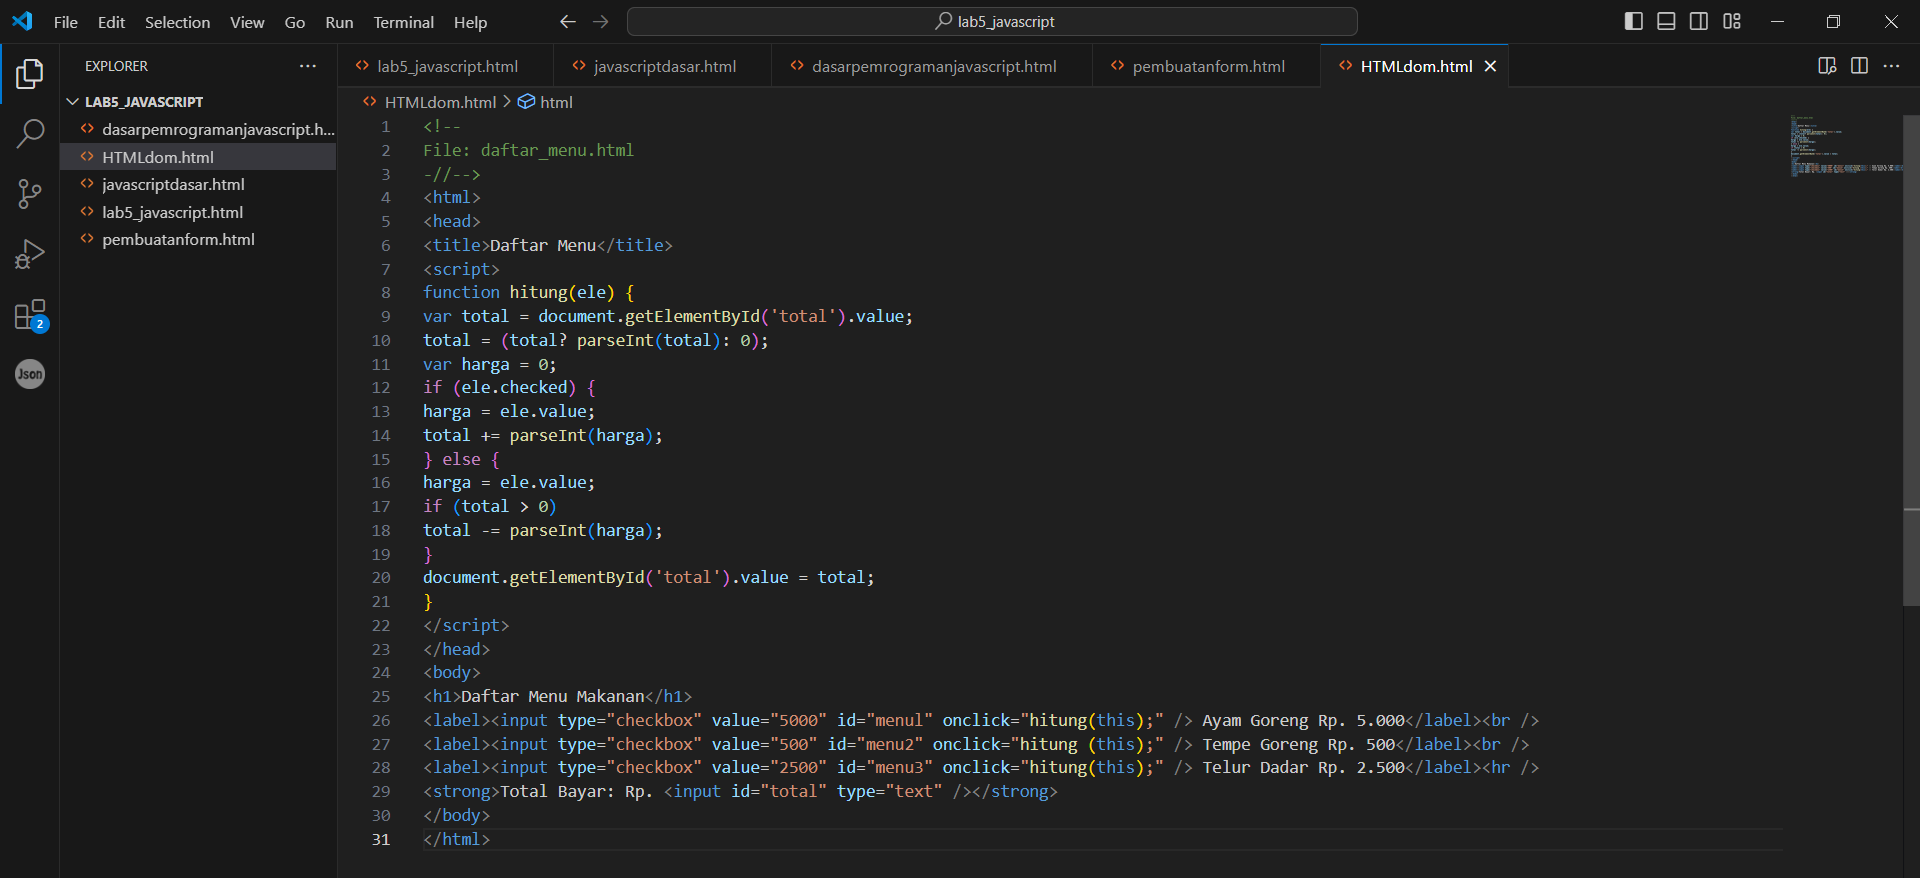 File Edit Selection View Go Run Terminal Help
lab5_javascript
EXPLORER
LAB5_JAVASCRIPT
dasarpemrogramanjavascript.h...
HTMLdom.html
javascriptdasar.html
lab5_javascript.html
pembuatanform.html
2
Json
lab5_javascript.html javascriptdasar.html dasarpemrogramanjavascript.html pembuatanform.html HTMLdom.html
HTMLdom.html > html
1 <!--
2 File: daftar_menu.html
3 -//-->
4 <html>
5 <head>
6 <title>Daftar Menu</title>
7 <script>
8 function hitung(ele) {
9 var total = document.getElementById('total').value;
10 total = (total? parseInt(total): 0);
11 var harga = 0;
12 if (ele.checked) {
13 harga = ele.value;
14 total += parseInt(harga);
15 } else {
16 harga = ele.value;
17 if (total > 0)
18 total -= parseInt(harga);
19 }
20 document.getElementById('total').value = total;
21 }
22 </script>
23 </head>
24 <body>
25 <h1>Daftar Menu Makanan</h1>
26 <label><input type="checkbox" value="5000" id="menul" onclick="hitung(this);" /> Ayam Goreng Rp. 5.000</label><br />
27 <label><input type="checkbox" value="500" id="menu2" onclick="hitung (this);" /> Tempe Goreng Rp. 500</label><br />
28 <label><input type="checkbox" value="2500" id="menu3" onclick="hitung(this);" /> Telur Dadar Rp. 2.500</label><hr />
29 <strong>Total Bayar: Rp. <input id="total" type="text" /></strong>
30 </body>
31 </html>